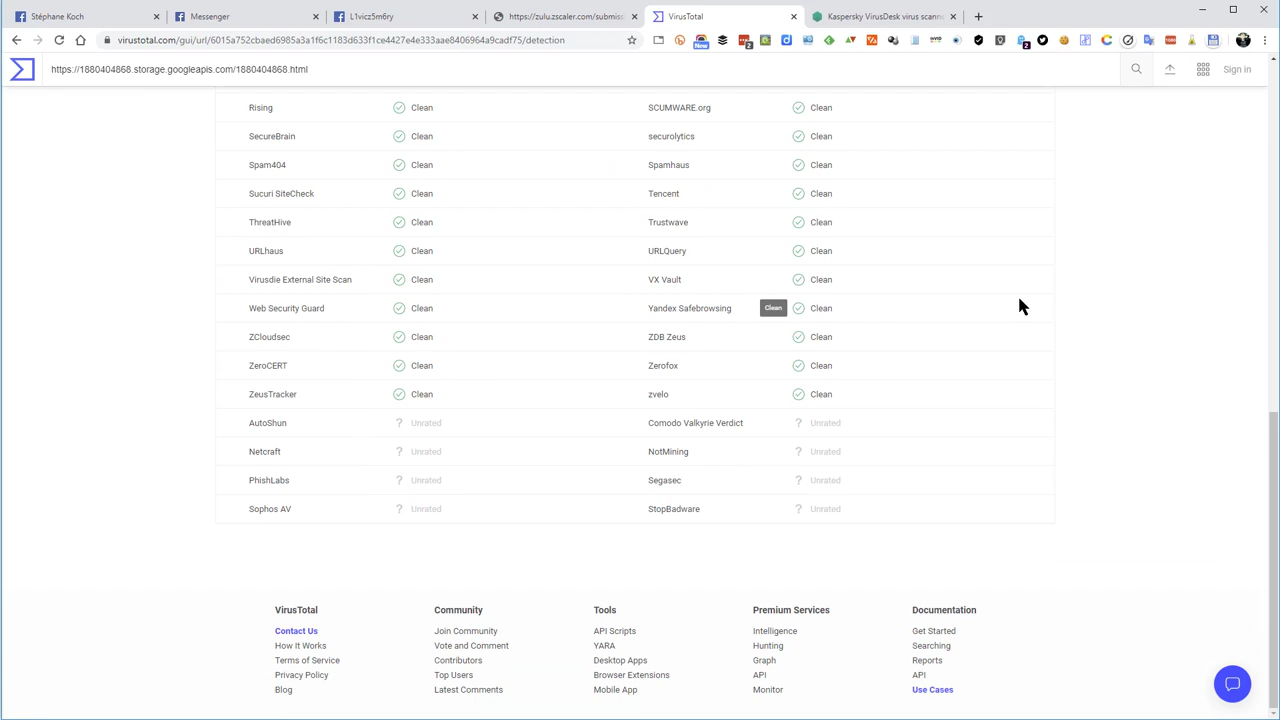 Stéphane Koch
Messenger
L1vicz5m6ry
https://zulu.zscaler.com/submiss
VirusTotal
Kaspersky VirusDesk virus scann
virustotal.com/gui/url/6015a752cbaed6985a3a1f6c1183d633f1ce4427e4e333aae8406964a9cadf75/detection
New
2
2
https://1880404868.storage.googleapis.com/1880404868.html
Sign in
Rising Clean SCUMWARE.org Clean
SecureBrain Clean securolytics Clean
Spam404 Clean Spamhaus Clean
Sucuri SiteCheck Clean Tencent Clean
ThreatHive Clean Trustwave Clean
URLhaus Clean URLQuery Clean
Virusdie External Site Scan Clean VX Vault Clean
Web Security Guard Clean Yandex Safebrowsing Clean Clean
ZCloudsec Clean ZDB Zeus Clean
ZeroCERT Clean Zerofox Clean
ZeusTracker Clean zvelo Clean
AutoShun ? Unrated Comodo Valkyrie Verdict ? Unrated
Netcraft ? Unrated NotMining ? Unrated
PhishLabs ? Unrated Segasec ? Unrated
Sophos AV ? Unrated StopBadware ? Unrated
VirusTotal
Contact Us
How It Works
Terms of Service
Privacy Policy
Blog
Community
Join Community
Vote and Comment
Contributors
Top Users
Latest Comments
Tools
API Scripts
YARA
Desktop Apps
Browser Extensions
Mobile App
Premium Services
Intelligence
Hunting
Graph
API
Monitor
Documentation
Get Started
Searching
Reports
API
Use Cases